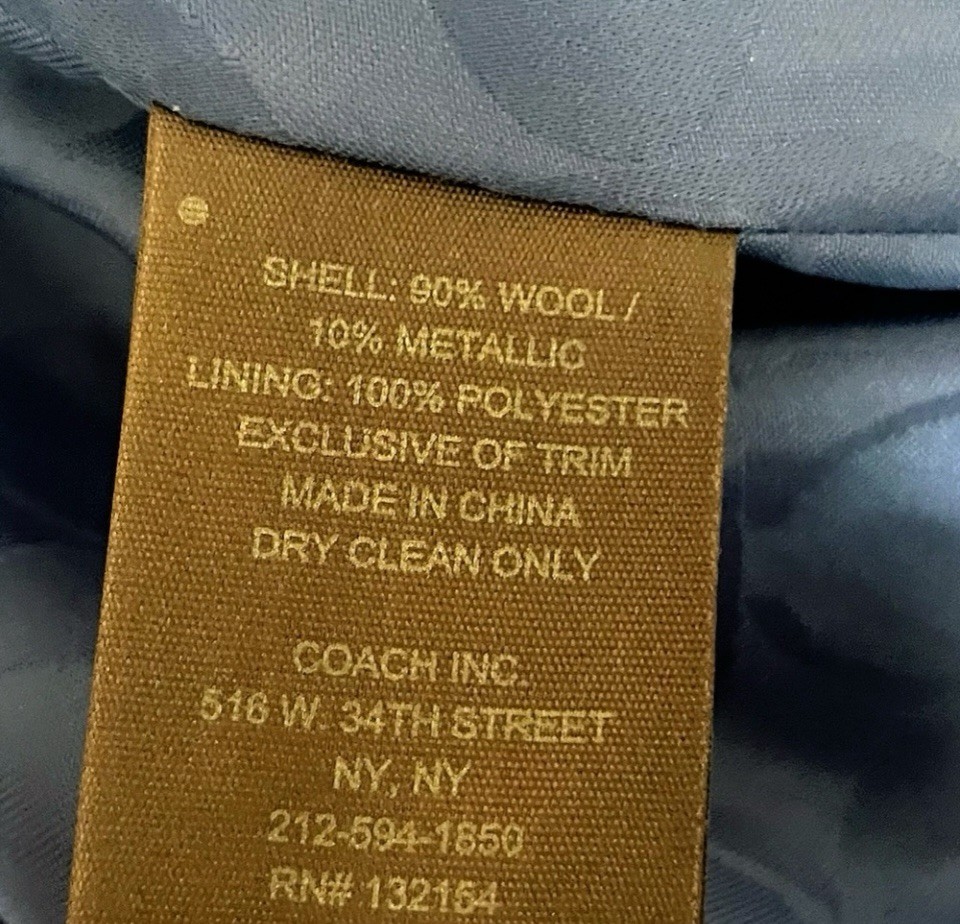 SHELL: 90% WOOL /
10% METALLIC
LINING: 100% POLYESTER
EXCLUSIVE OF TRIM
MADE IN CHINA
DRY CLEAN ONLY
COACH INC.
516 W. 34TH STREET
NY, NY
212-594-1850
RN# 132154